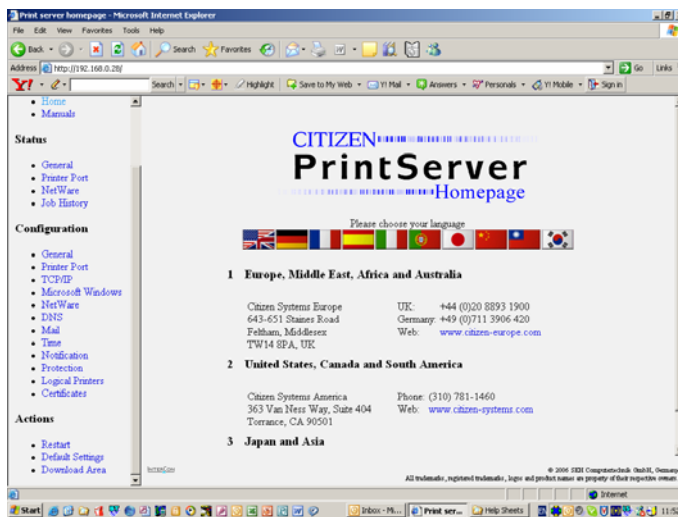 Print server homepage - Microsoft Internet Explorer
File Edit View Favorites Tools Help
Back Search Favorites
Address http://192.168.0.28/ Go Links
Y! Search Highlight Save to My Web Y! Mail Answers Personals Y! Mobile Sign in
Home
Manuals
Status
General
Printer Port
NetWare
Job History
Configuration
General
Printer Port
TCP/IP
Microsoft Windows
NetWare
DNS
Mail
Time
Notification
Protection
Logical Printers
Certificates
Actions
Restart
Default Settings
Download Area
CITIZEN
PrintServer
Homepage
Please choose your language
1 Europe, Middle East, Africa and Australia
Citizen Systems Europe UK: +44 (0)20 8893 1900
643-651 Staines Road Germany: +49 (0)711 3906 420
Feltham, Middlesex Web: www.citizen-europe.com
TW14 8PA, UK
2 United States, Canada and South America
Citizen Systems America Phone: (310) 781-1460
363 Van Ness Way, Suite 404 Web: www.citizen-systems.com
Torrance, CA 90501
3 Japan and Asia
InterCon
© 2006 SEH Computertechnik GmbH, Germany
All trademarks, registered trademarks, logos and product names are property of their respective owners
Internet
Start Inbox - M... Print ser... Help Sheets 11:52